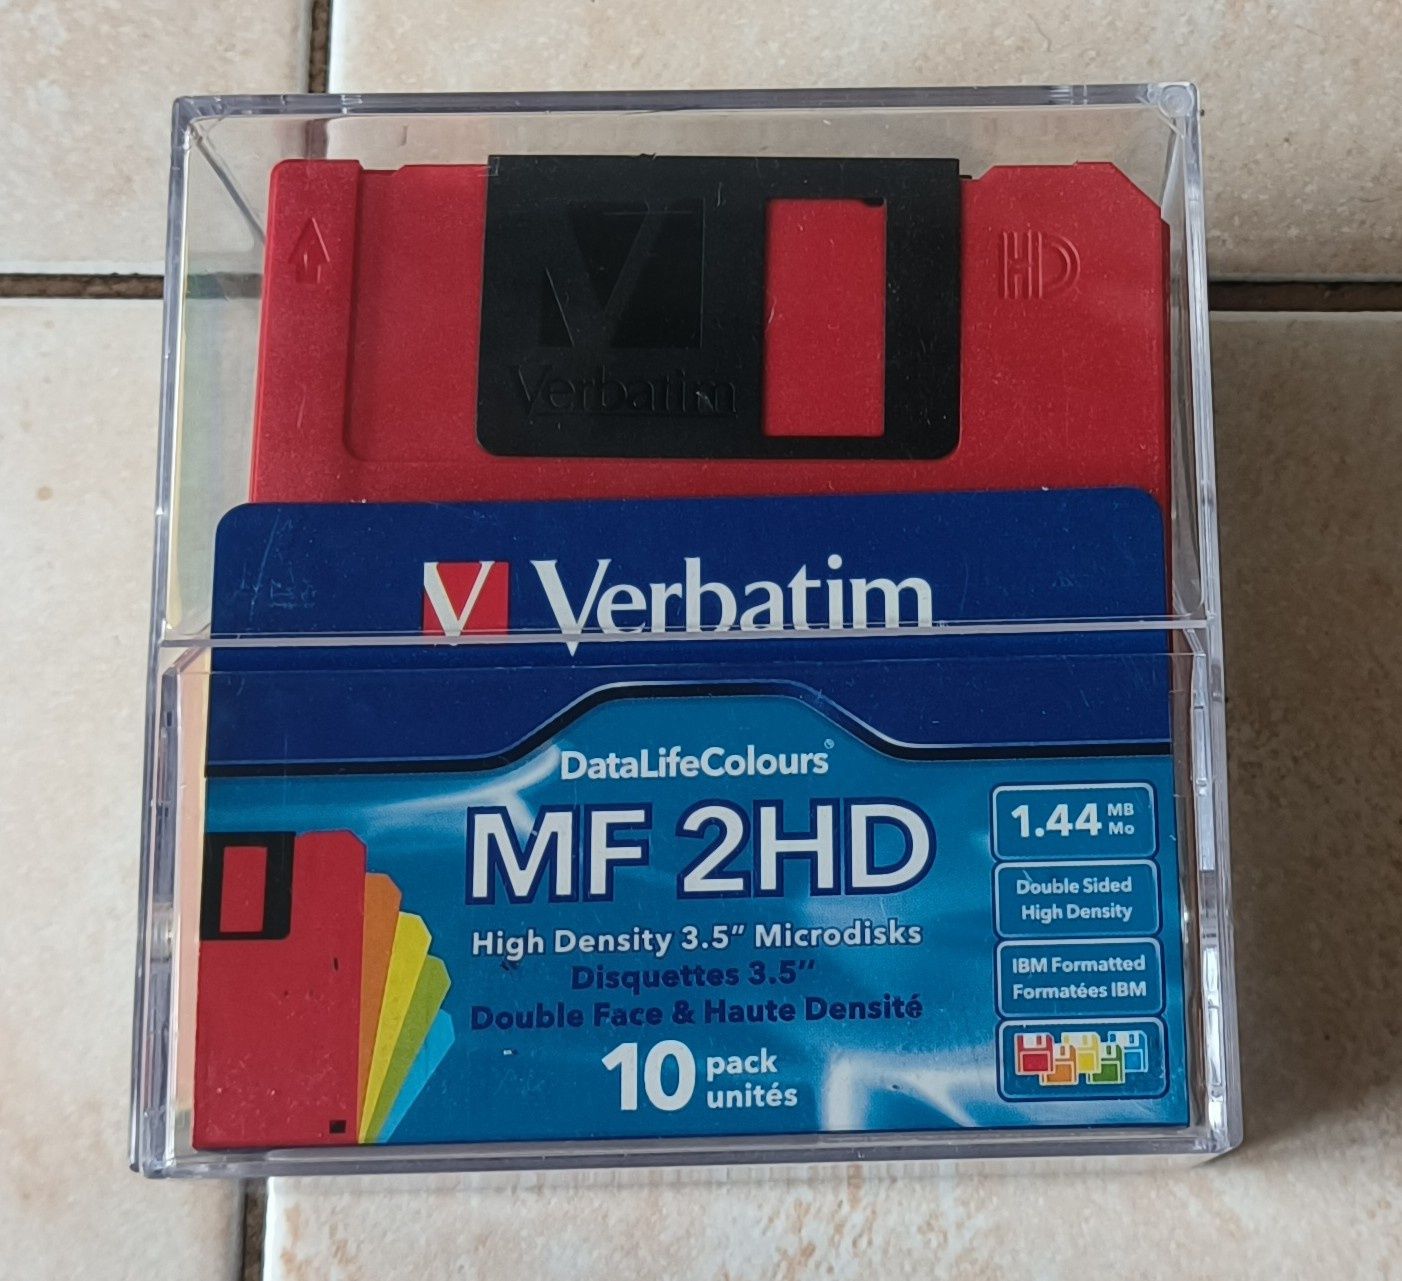 HD
Verbatim
Verbatim
DataLifeColours
MF 2HD
High Density 3.5" Microdisks
Disquettes 3.5"
Double Face & Haute Densité
10 pack
unités
1.44 MB
Mo
Double Sided
High Density
IBM Formatted
Formatées IBM